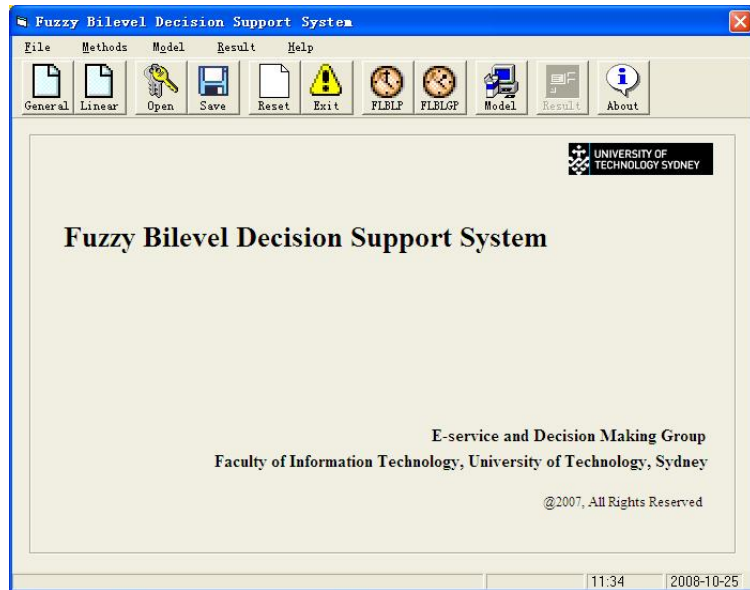 Fuzzy Bilevel Decision Support System
File Methods Model Result Help
General Linear Open Save Reset Exit FLBLP FLBLGP Model Result About
UNIVERSITY OF
TECHNOLOGY SYDNEY
Fuzzy Bilevel Decision Support System
E-service and Decision Making Group
Faculty of Information Technology, University of Technology, Sydney
@2007, All Rights Reserved
11:34 2008-10-25